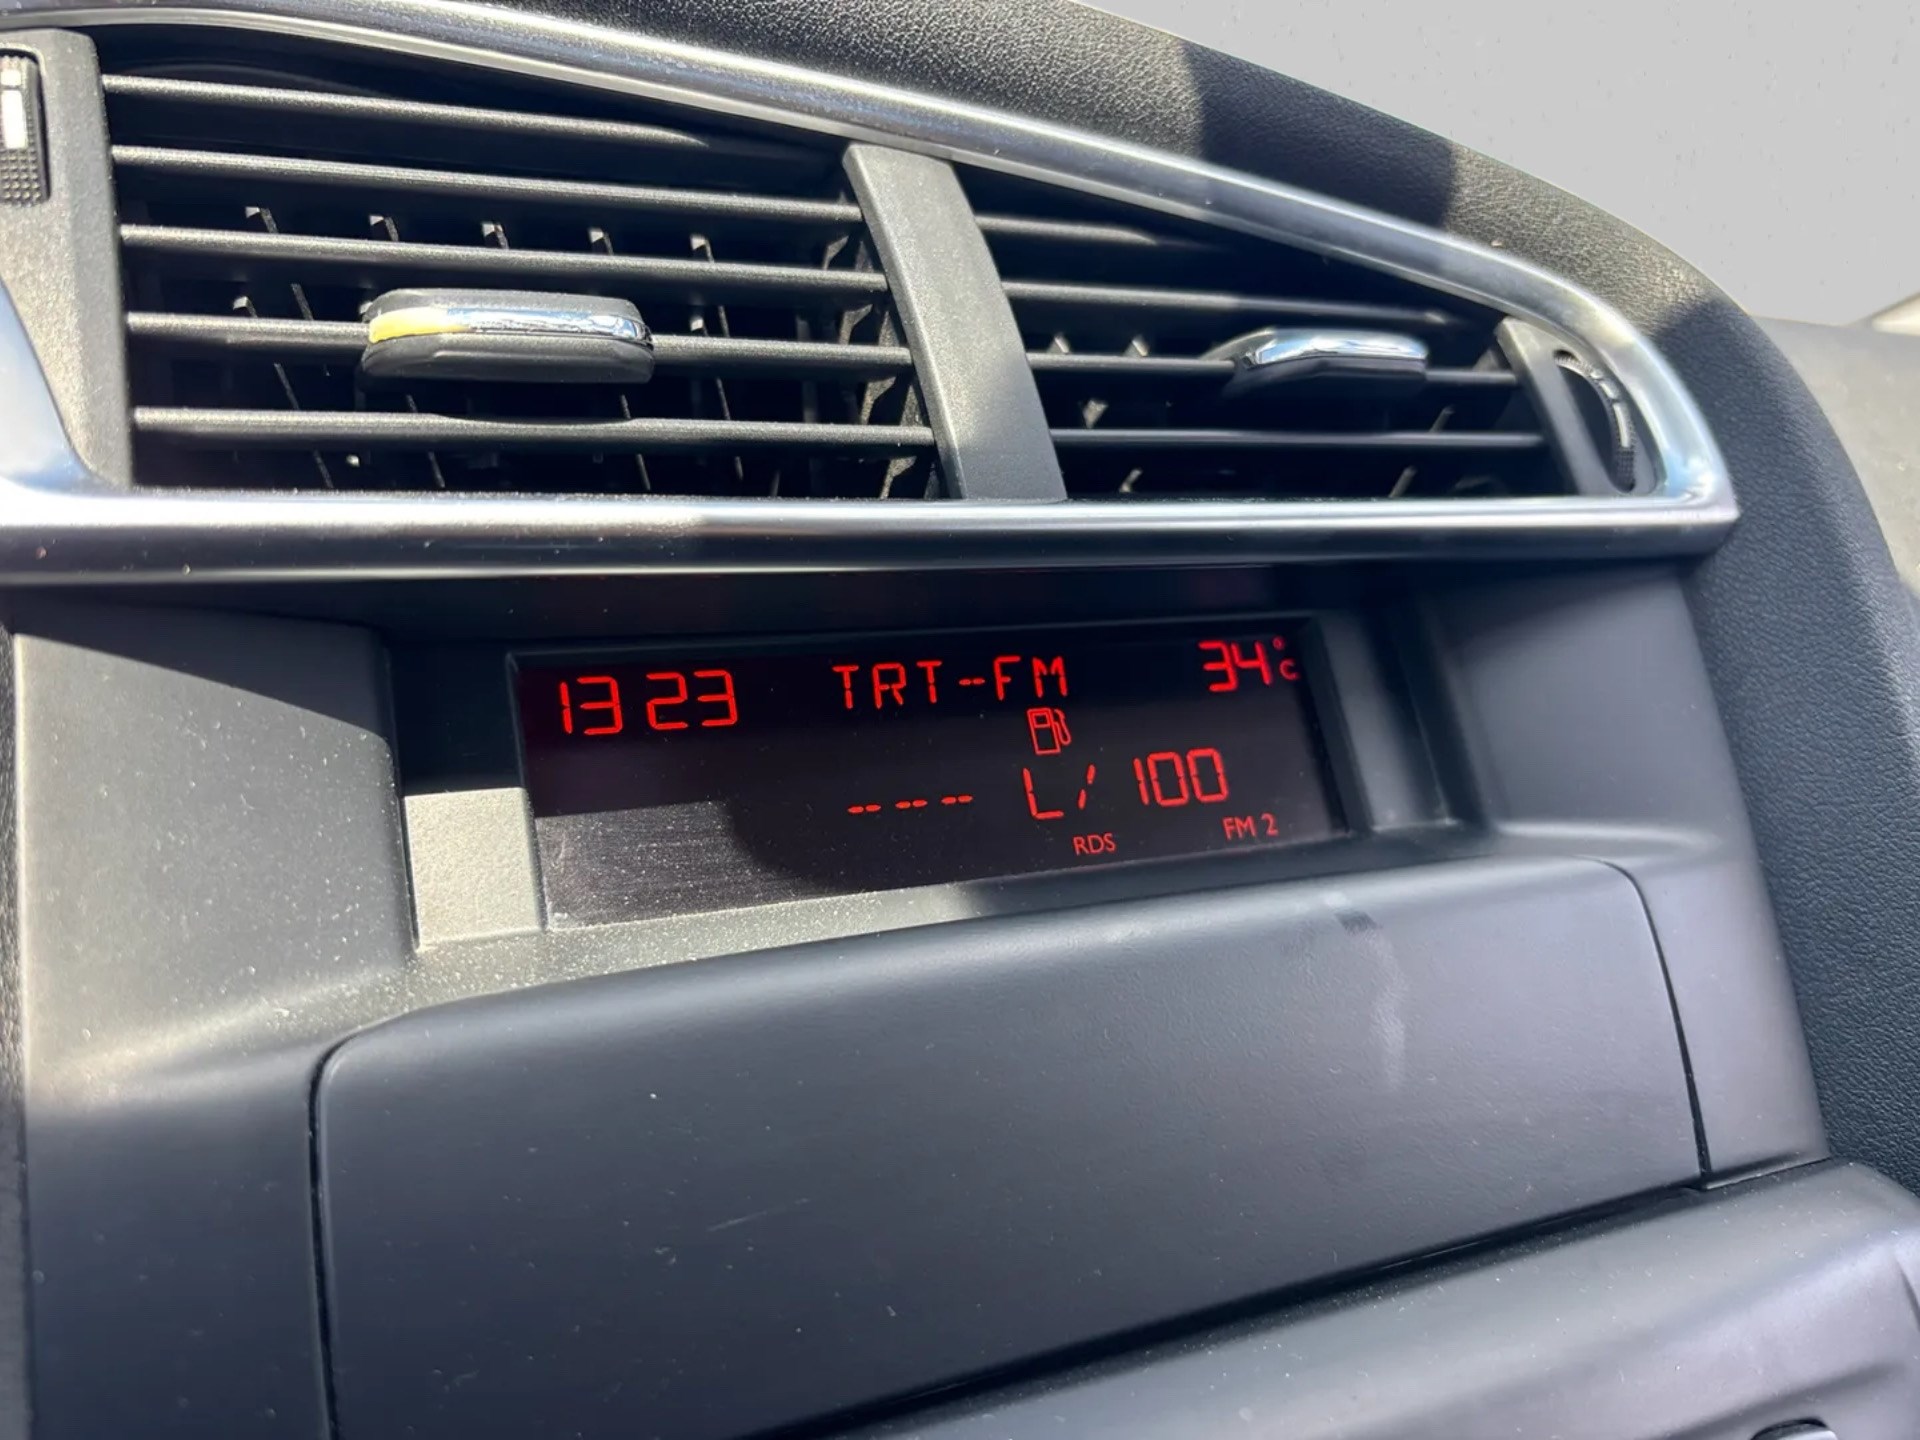 13 23 TRT-FM 34°C
---- L/100
RDS FM 2